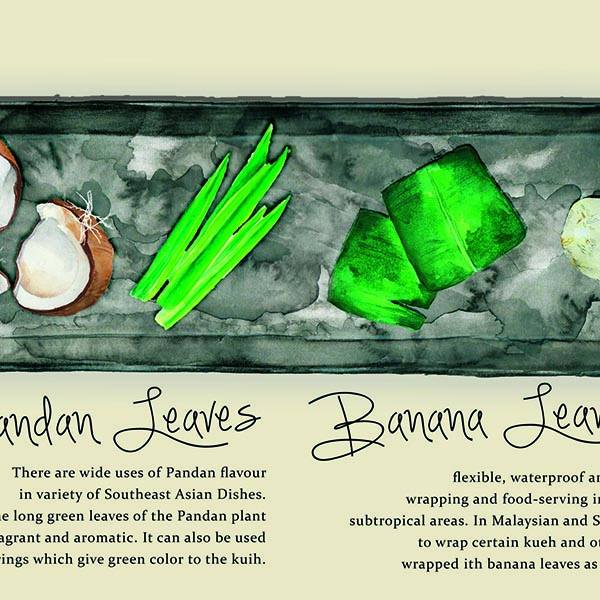 andan Leaves
There are wide uses of Pandan flavour
in variety of Southeast Asian Dishes.
e long green leaves of the Pandan plant
agrant and aromatic. It can also be used
rings which give green color to the kuih.
Banana Leav
flexible, waterproof an
wrapping and food-serving in
subtropical areas. In Malaysian and S
to wrap certain kueh and ot
wrapped ith banana leaves as